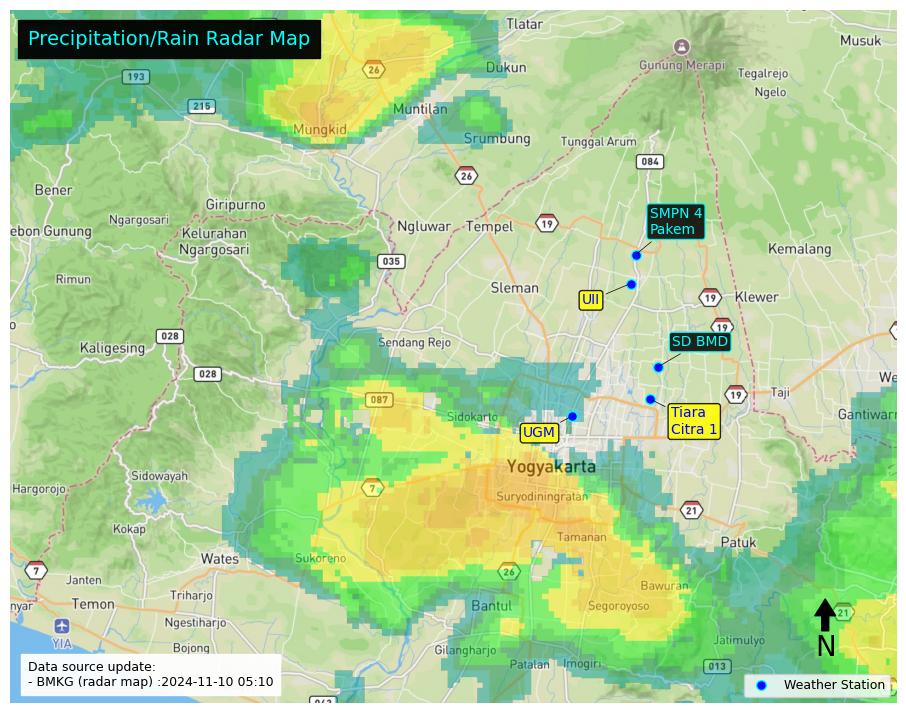 Precipitation/Rain Radar Map
Tlatar
Musuk
193
26
Dukun
Gunung Merapi
Tegalrejo
Ngelo
215
Muntilan
Mungkid
Srumbung
Tunggal Arum
084
26
Bener
Giripurno
SMPN 4
Pakem
Ngargosari
Ngluwar
Tempel
19
ebon Gunung
Kelurahan
Ngargosari
Kemalang
035
Rimun
Sleman
UII
19
Klewer
19
028
Kaligesing
Sendang Rejo
SD BMD
028
087
Taji
19
We
Sidokarto
Tiara
Citra 1
Gantiwarn
UGM
Yogyakarta
Sidowayah
7
Hargorojo
Suryodiningratan
21
Kokap
Tamanan
Patuk
Wates
Sukoreno
7
26
Janten
Bawuran
nyar
Temon
Triharjo
Bantul
Segoroyoso
21
YIA
Ngestiharjo
N
Jatimulyo
Bojong
Gilangharjo
Patalan
Imogiri
013
Data source update:
- BMKG (radar map) :2024-11-10 05:10
Weather Station